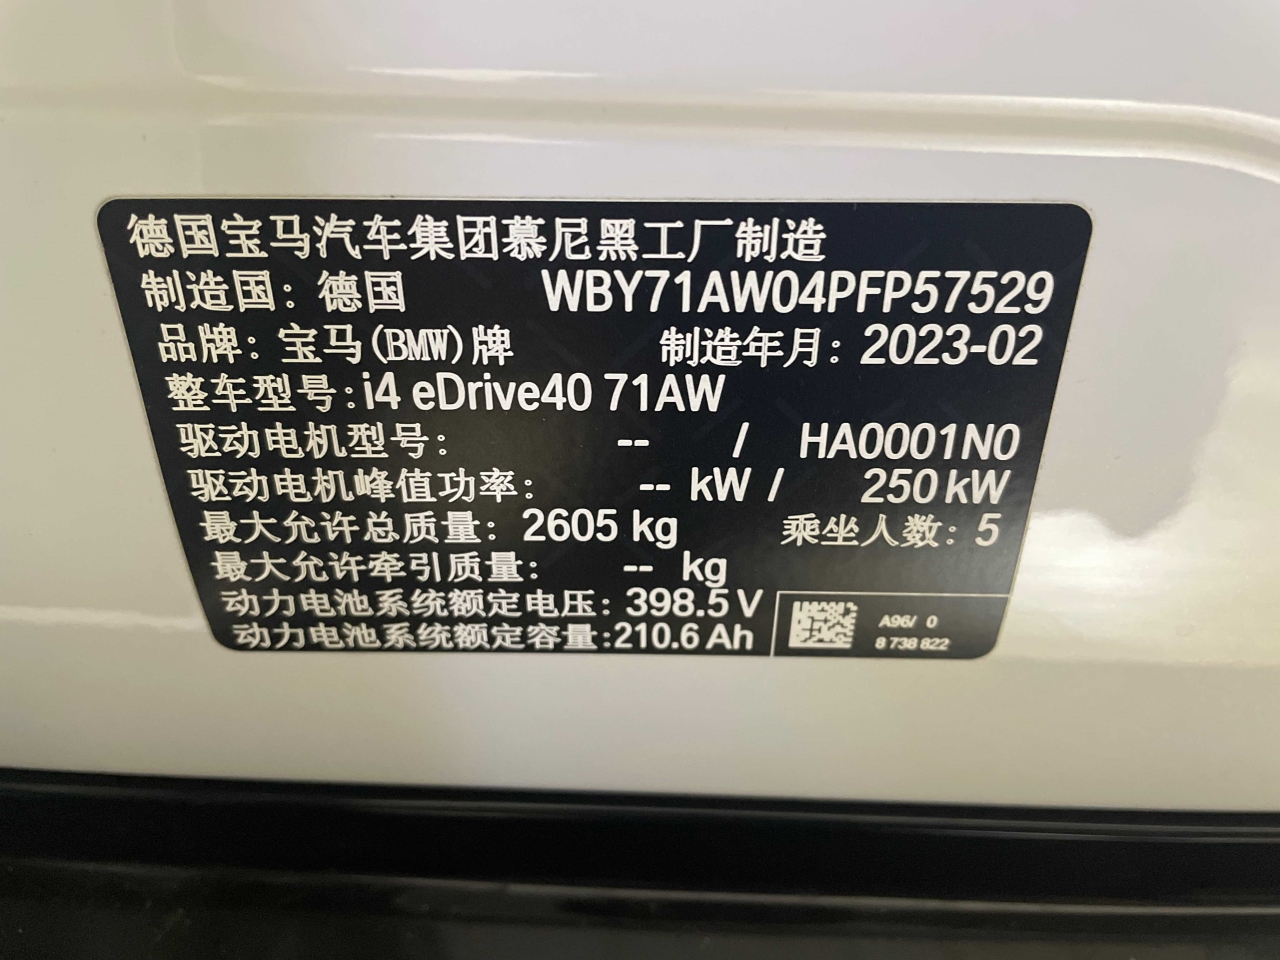 德国宝马汽车集团慕尼黑工厂制造
制造国：德国 WBY71AW04PFP57529
品牌：宝马(BMW)牌 制造年月：2023-02
整车型号:i4 eDrive40 71AW
驱动电机型号： -- / HA0001N0
驱动电机峰值功率： -- kW / 250 kW
最大允许总质量：2605 kg 乘坐人数：5
最大允许牵引质量： -- kg
动力电池系统额定电压：398.5 V
动力电池系统额定容量:210.6 Ah
A96/ 0
8 738 822